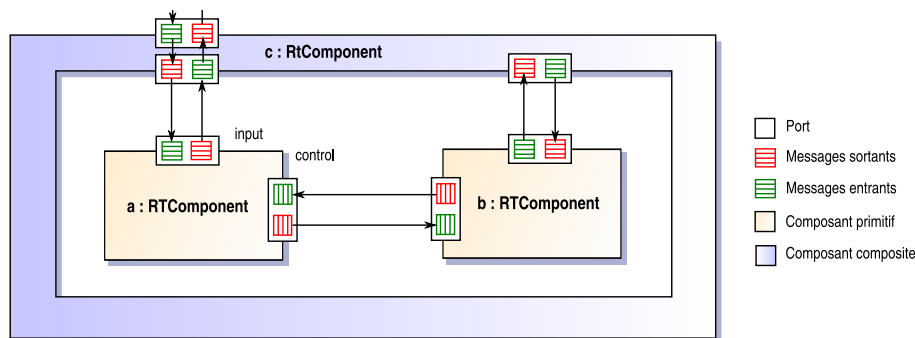 c : RtComponent
input
control
a : RTComponent
b : RTComponent
Port
Messages sortants
Messages entrants
Composant primitif
Composant composite